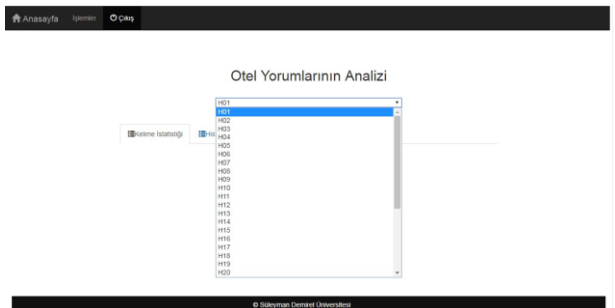 Anasayfa İşlemler Çıkış
Otel Yorumlarının Analizi
H01
H01
H02
H03
H04
H05
H06
H07
H08
H09
H10
H11
H12
H13
H14
H15
H16
H17
H18
H19
H20
Kelime İstatistiği
© Süleyman Demirel Üniversitesi